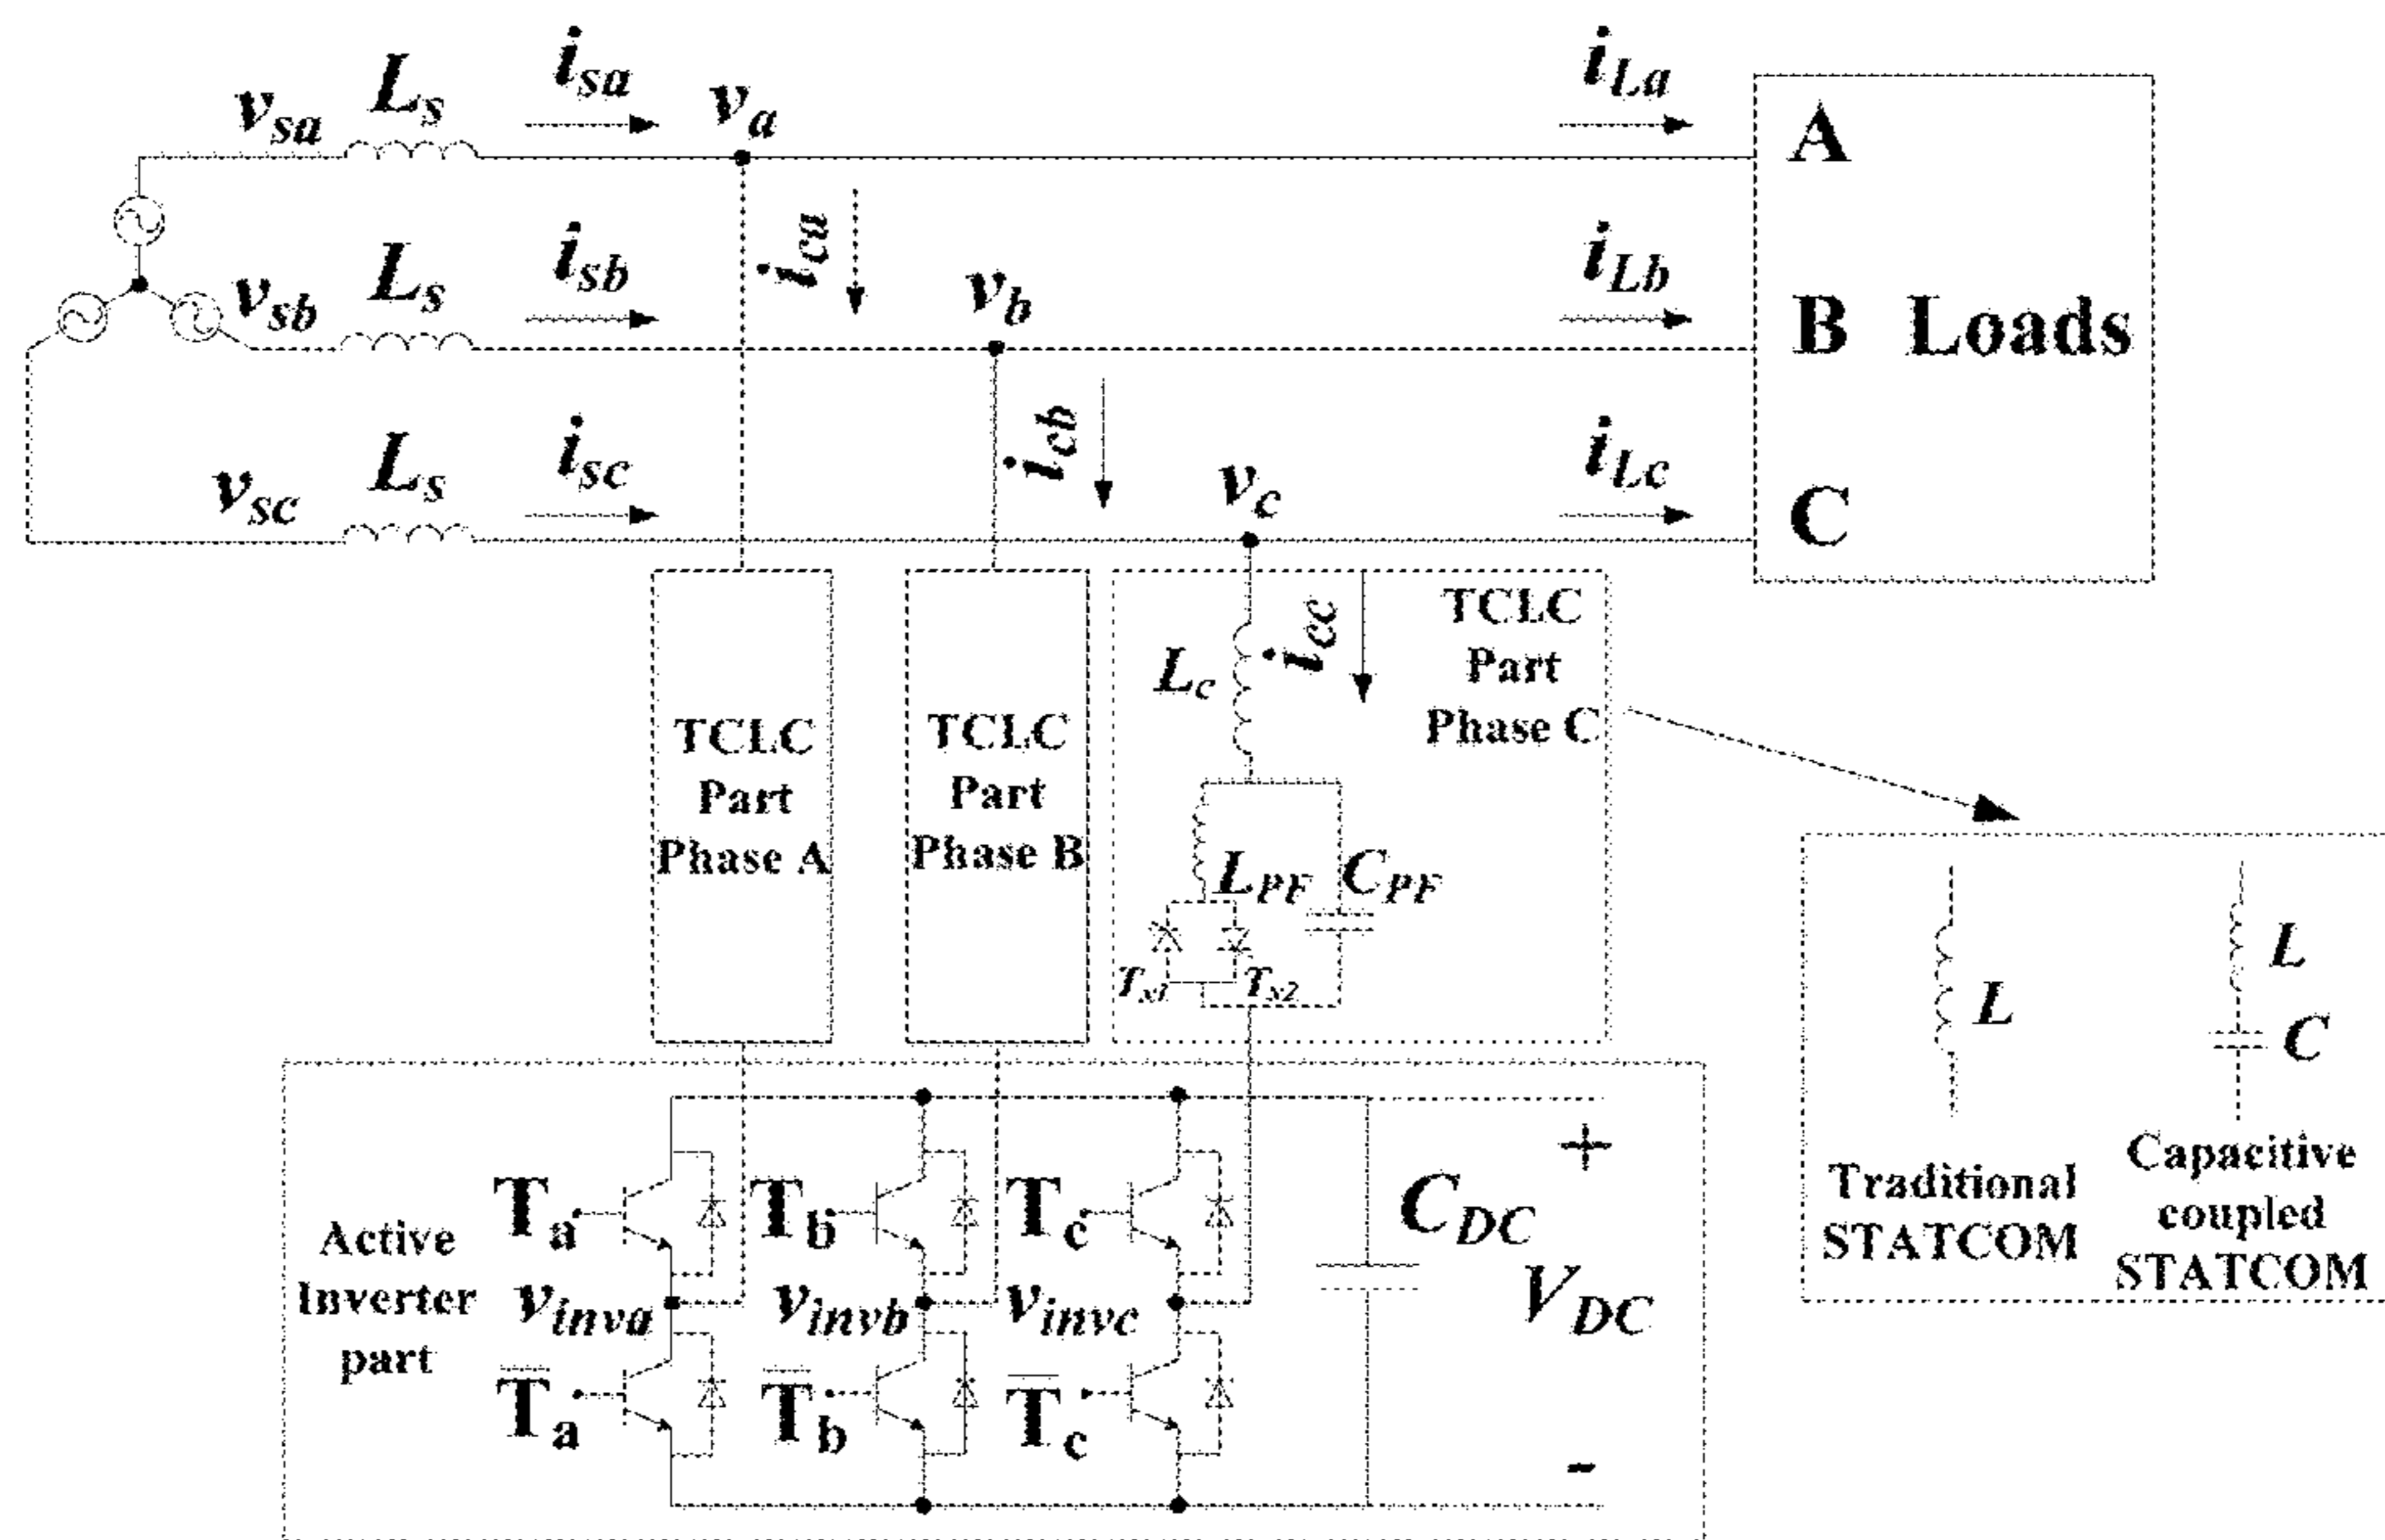 v_sa L_s i_sa v_a i_La
A
i_ca
v_sb L_s i_sb v_b i_Lb
B Loads
i_cb
v_sc L_s i_sc v_c i_Lc
C
TCLC
Part
Phase A
TCLC
Part
Phase B
L_c i_cc
TCLC
Part
Phase C
L_PF C_PF
T_x1 T_x2
L
Traditional
STATCOM
L
C
Capacitive
coupled
STATCOM
Active
Inverter
part
T_a T̅_b T_c
v_inva v_invb v_invc
T̅_a T̅_b T̅_c
C_DC
+
V_DC
-